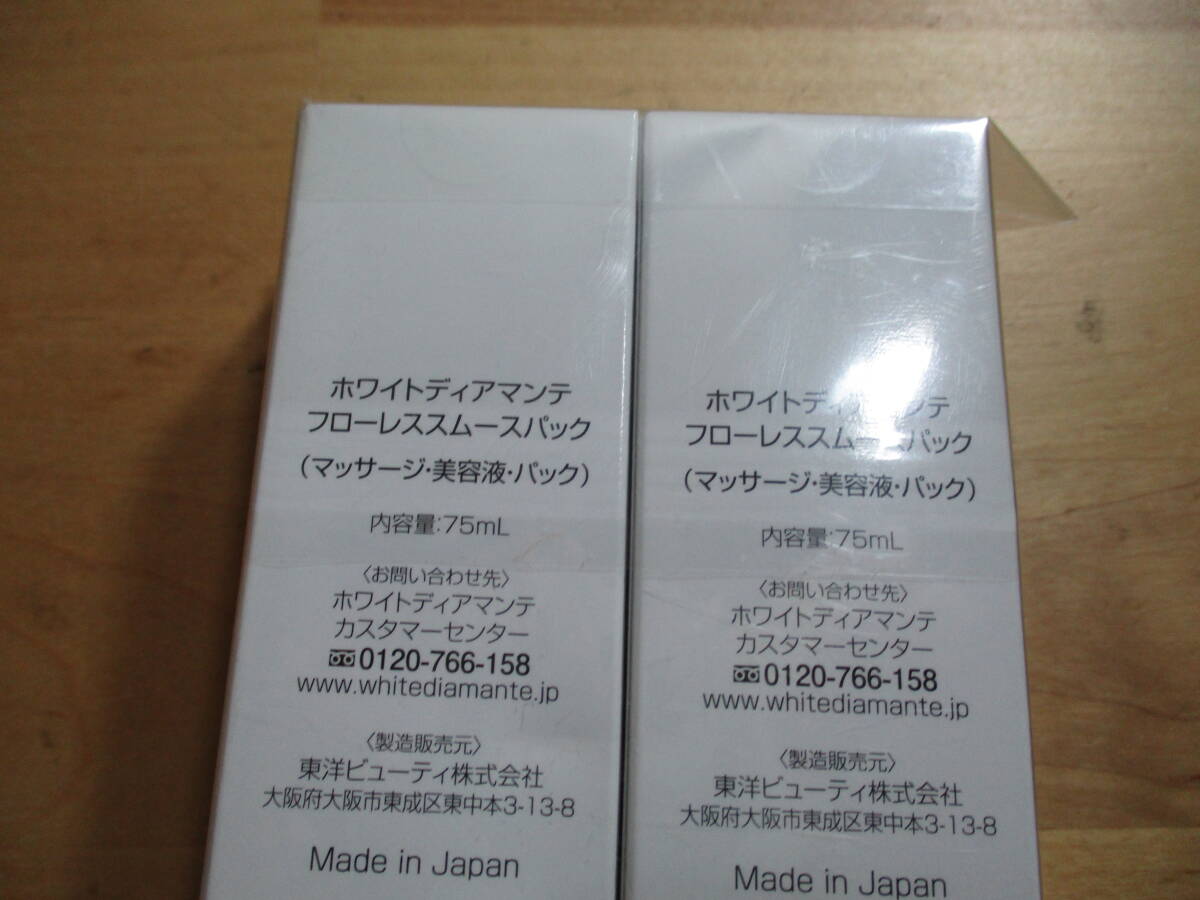 ホワイトディアマンテ
フローレススムースパック
(マッサージ・美容液・パック)
内容量:75mL
〈お問い合わせ先〉
ホワイトディアマンテ
カスタマーセンター
0120-766-158
www.whitediamante.jp
〈製造販売元〉
東洋ビューティ株式会社
大阪府大阪市東成区東中本3-13-8
Made in Japan
ホワイトディアマンテ
フローレススムースパック
(マッサージ・美容液・パック)
内容量:75mL
〈お問い合わせ先〉
ホワイトディアマンテ
カスタマーセンター
0120-766-158
www.whitediamante.jp
〈製造販売元〉
東洋ビューティ株式会社
大阪府大阪市東成区東中本3-13-8
Made in Japan